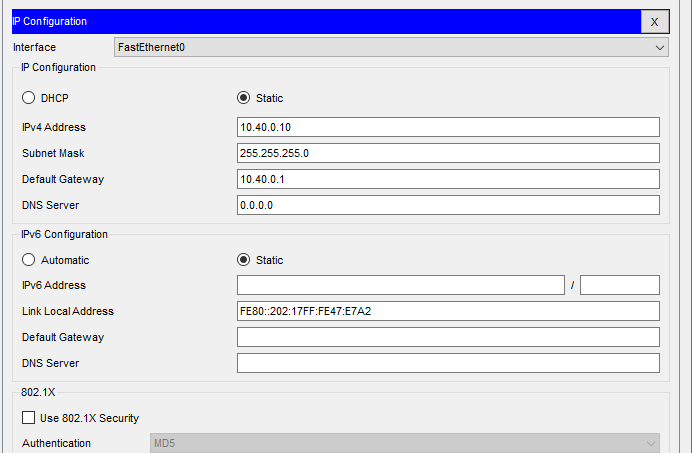 IP Configuration X
Interface FastEthernet0
IP Configuration
DHCP Static
IPv4 Address 10.40.0.10
Subnet Mask 255.255.255.0
Default Gateway 10.40.0.1
DNS Server 0.0.0.0
IPv6 Configuration
Automatic Static
IPv6 Address /
Link Local Address FE80::202:17FF:FE47:E7A2
Default Gateway
DNS Server
802.1X
Use 802.1X Security
Authentication MD5